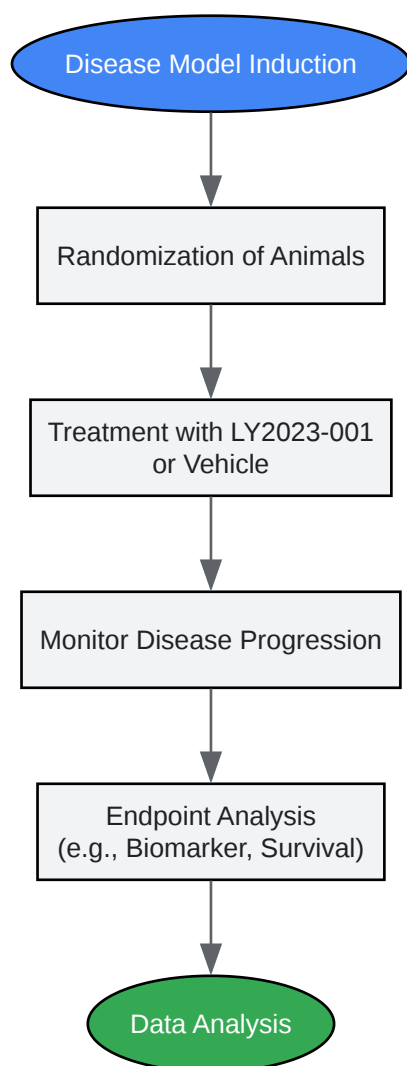 Disease Model Induction
Randomization of Animals
Treatment with LY2023-001
or Vehicle
Monitor Disease Progression
Endpoint Analysis
(e.g., Biomarker, Survival)
Data Analysis